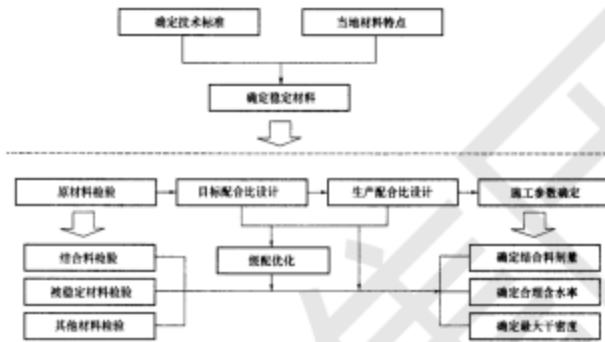 确定技术标准
当地材料特点
确定稳定材料
原材料检验
目标配合比设计
生产配合比设计
施工参数确定
结合料检验
级配优化
确定结合料剂量
被稳定材料检验
确定合理含水率
其他材料检验
确定最大干密度